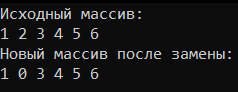 Исходный массив:
1 2 3 4 5 6
Новый массив после замены:
1 0 3 4 5 6